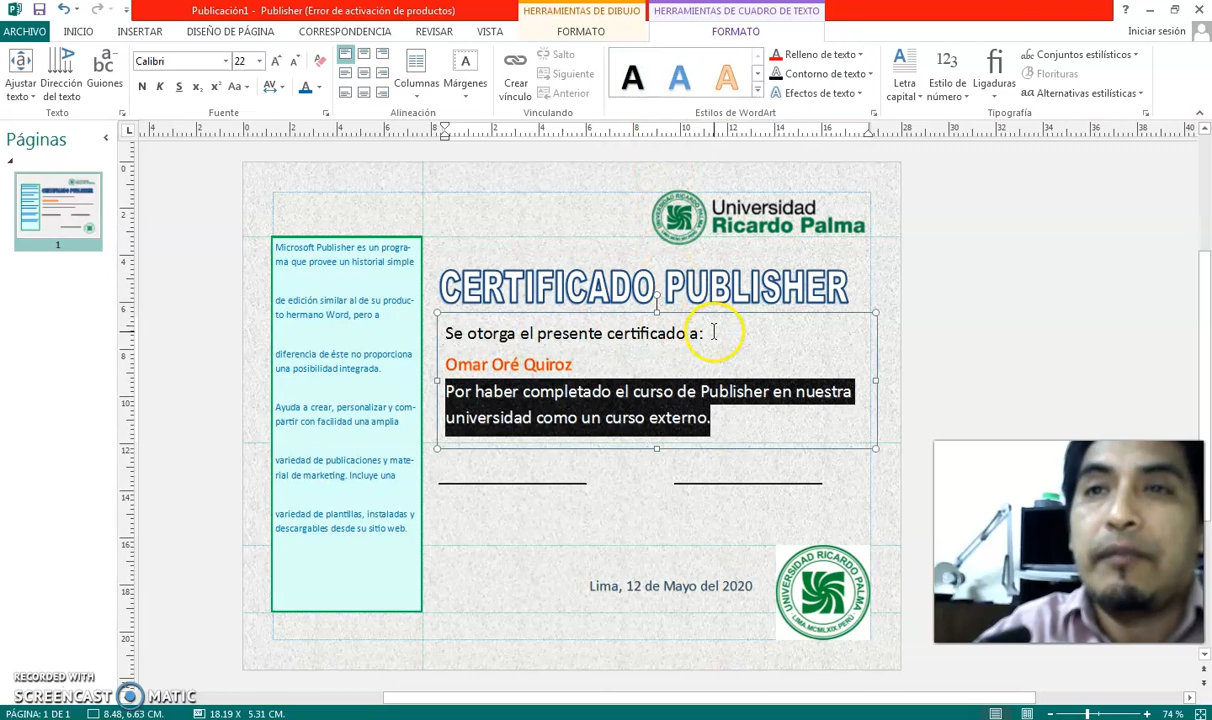 Publicación1 - Publisher (Error de activación de productos)
HERRAMIENTAS DE DIBUJO
HERRAMIENTAS DE CUADRO DE TEXTO
ARCHIVO
INICIO
INSERTAR
DISEÑO DE PÁGINA
CORRESPONDENCIA
REVISAR
VISTA
FORMATO
FORMATO
Iniciar sesión
Ajustar texto
Dirección del texto
Guiones
Texto
Calibri
22
N K S
Fuente
Alineación
Columnas
Márgenes
Crear vínculo
Salto
Siguiente
Anterior
Vinculando
A A A
Relleno de texto
Contorno de texto
Efectos de texto
Estilos de WordArt
Letra capital
Estilo de número
Ligaduras
Conjuntos estilísticos
Florituras
Alternativas estilísticas
Tipografía
Páginas
1
Universidad
Ricardo Palma
Microsoft Publisher es un progra-
ma que provee un historial simple
de edición similar al de su produc-
to hermano Word, pero a
diferencia de éste no proporciona
una posibilidad integrada.
Ayuda a crear, personalizar y com-
partir con facilidad una amplia
variedad de publicaciones y mate-
rial de marketing. Incluye una
variedad de plantillas, instaladas y
descargables desde su sitio web.
CERTIFICADO PUBLISHER
Se otorga el presente certificado a:
Omar Oré Quiroz
Por haber completado el curso de Publisher en nuestra
universidad como un curso externo.
Lima, 12 de Mayo del 2020
UNIVERSIDAD RICARDO PALMA
LIMA, MCMLXIX PERU
RECORDED WITH
SCREENCAST MATIC
PÁGINA: 1 DE 1
8.48, 6.63 CM.
18.19 X 5.31 CM.
74 %